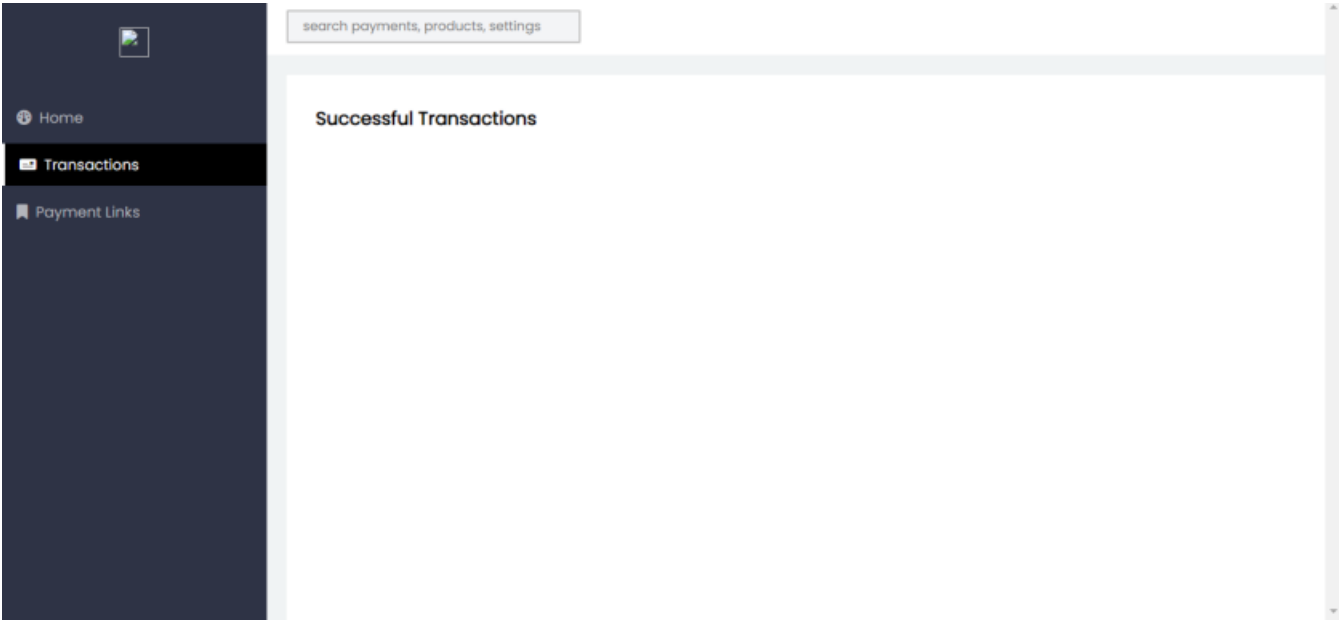 search payments, products, settings
Home
Transactions
Payment Links
Successful Transactions